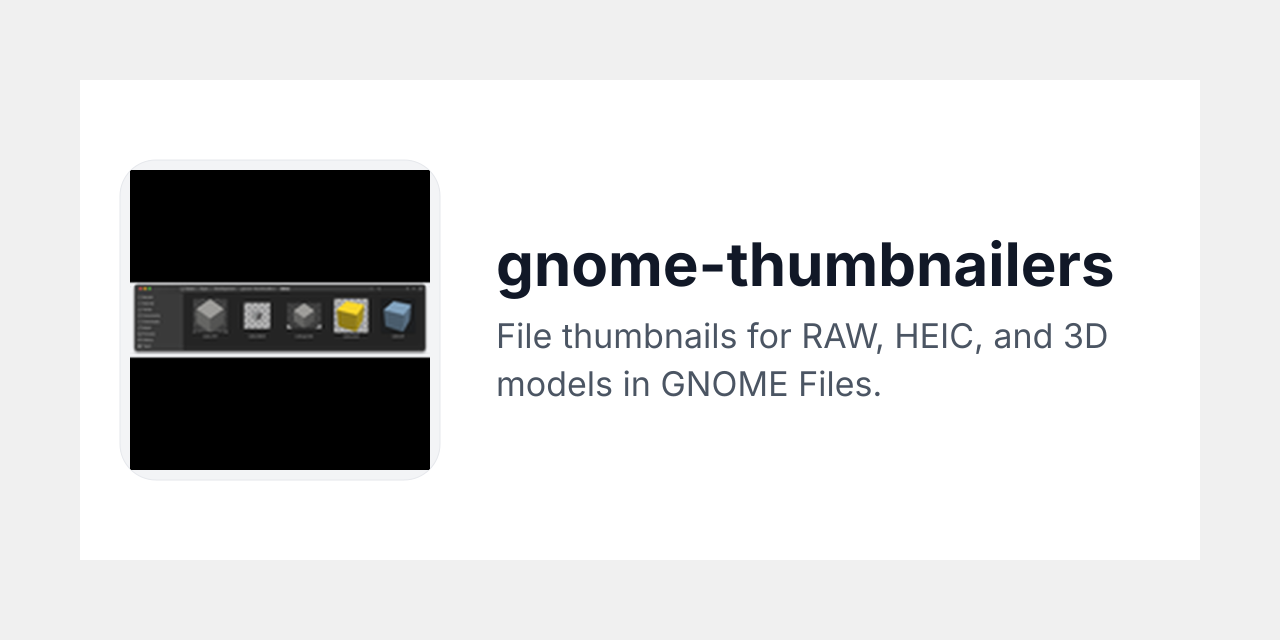 gnome-thumbnailers
File thumbnails for RAW, HEIC, and 3D
models in GNOME Files.